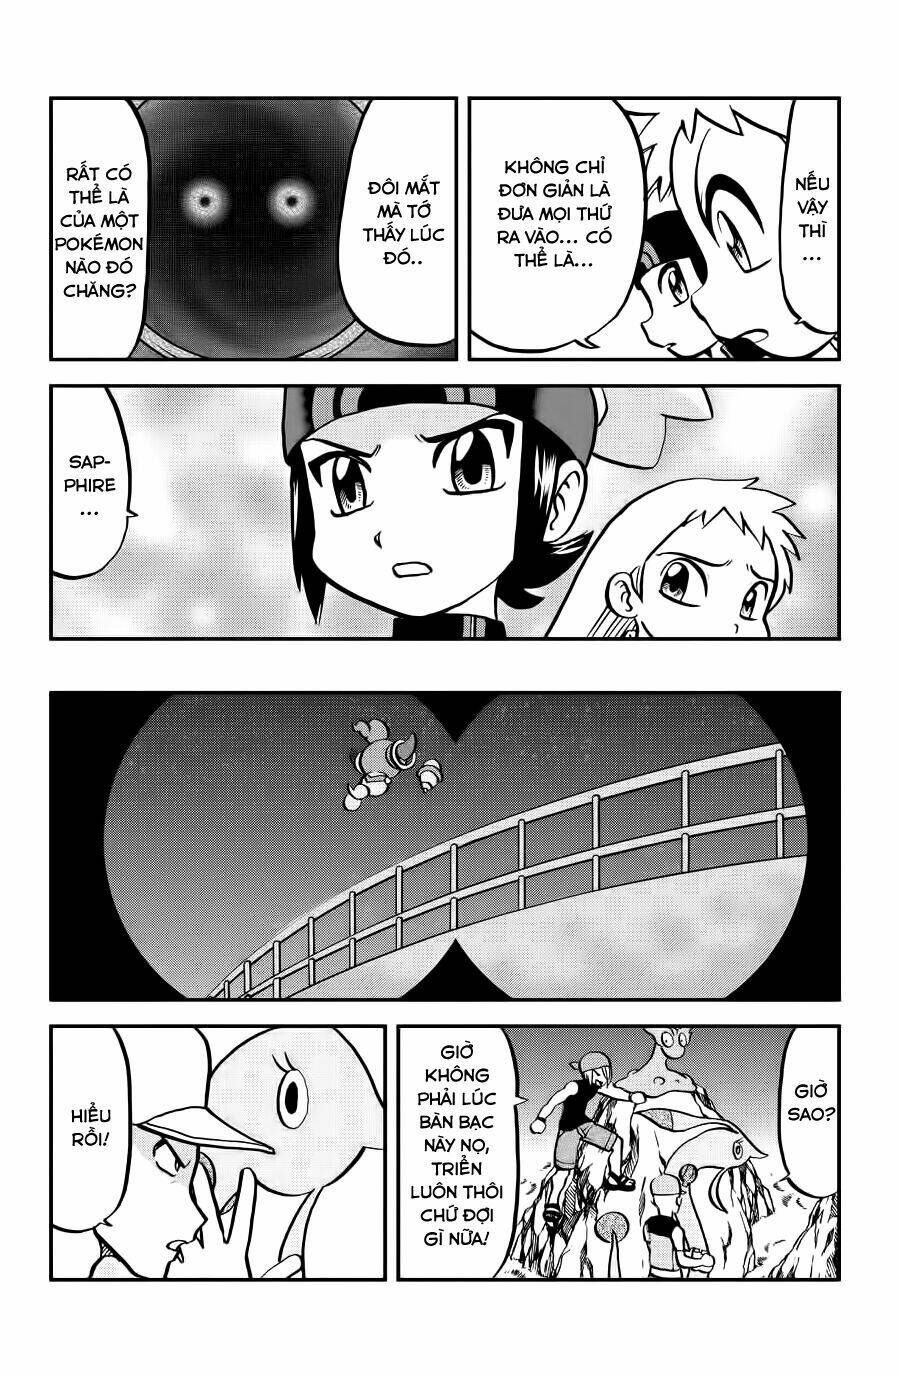 NẾU
VẬY
THÌ
...
KHÔNG CHỈ
ĐƠN GIẢN LÀ
ĐƯA MỌI THỨ
RA VÀO... CÓ
THỂ LÀ...
ĐÔI MẮT
MÀ TỚ
THẤY LÚC
ĐÓ..
RẤT CÓ
THỂ LÀ
CỦA MỘT
POKÉMON
NÀO ĐÓ
CHĂNG?
SAP-
PHIRE
...
GIỜ
SAO?
GIỜ
KHÔNG
PHẢI LÚC
BÀN BẠC
NÀY NỌ,
TRIỂN
LUÔN THÔI
CHỨ ĐỢI
GÌ NỮA!
HIỂU
RỒI!